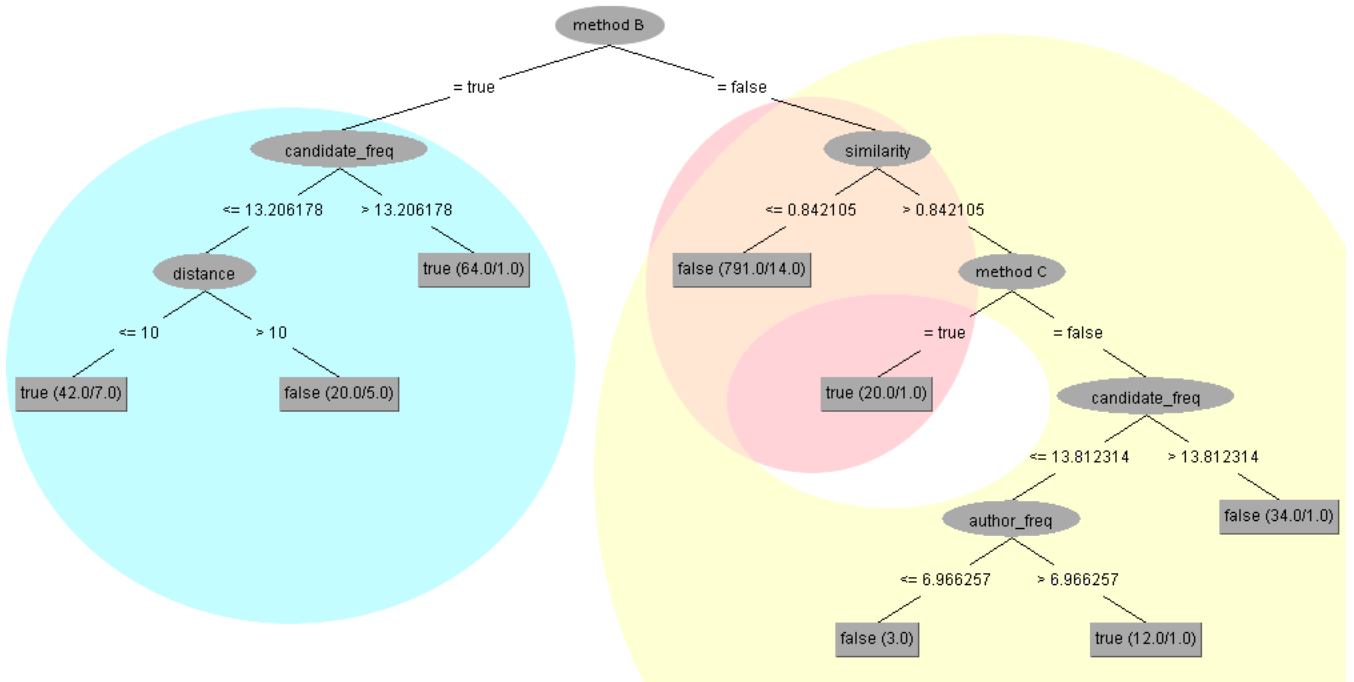 method B
= true
= false
candidate_freq
similarity
<= 13.206178
> 13.206178
<= 0.842105
> 0.842105
distance
true (64.0/1.0)
false (791.0/14.0)
method C
<= 10
> 10
= true
= false
true (42.0/7.0)
false (20.0/5.0)
true (20.0/1.0)
candidate_freq
<= 13.812314
> 13.812314
author_freq
false (34.0/1.0)
<= 6.966257
> 6.966257
false (3.0)
true (12.0/1.0)